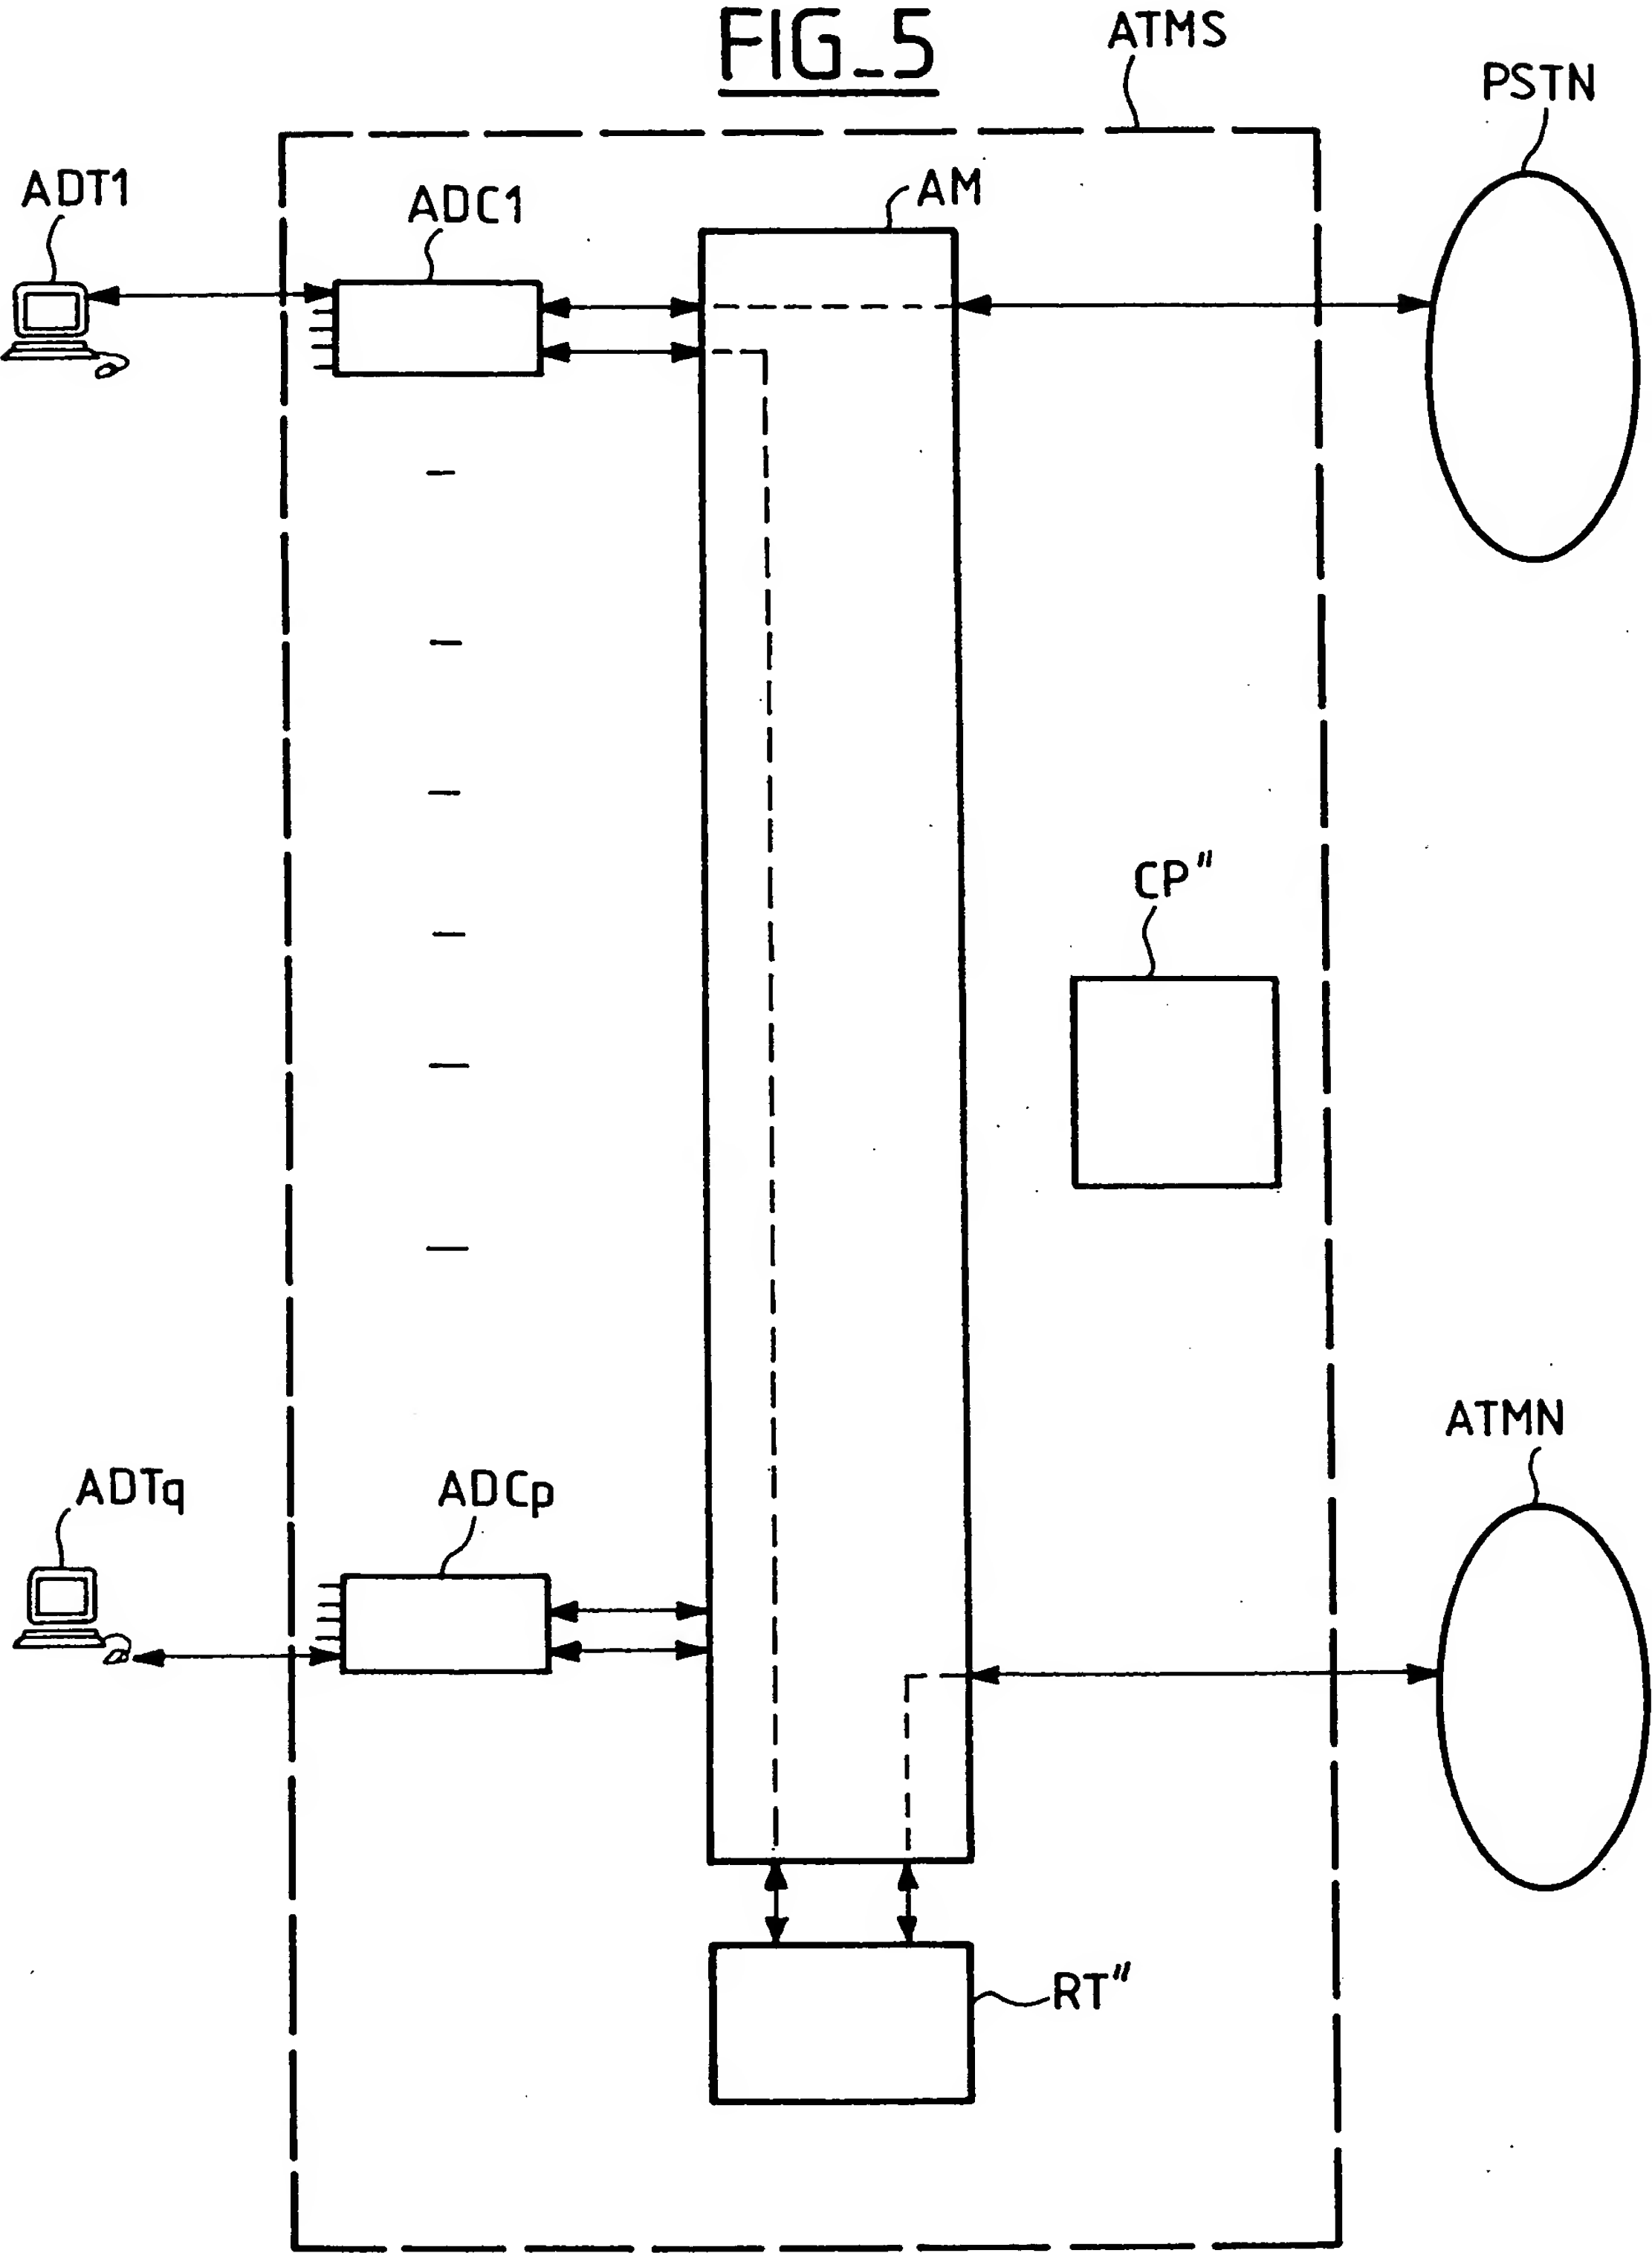 FIG_5
ATMS
PSTN
ADT1
ADC1
AM
CP"
ATMN
ADTq
ADCp
RT"